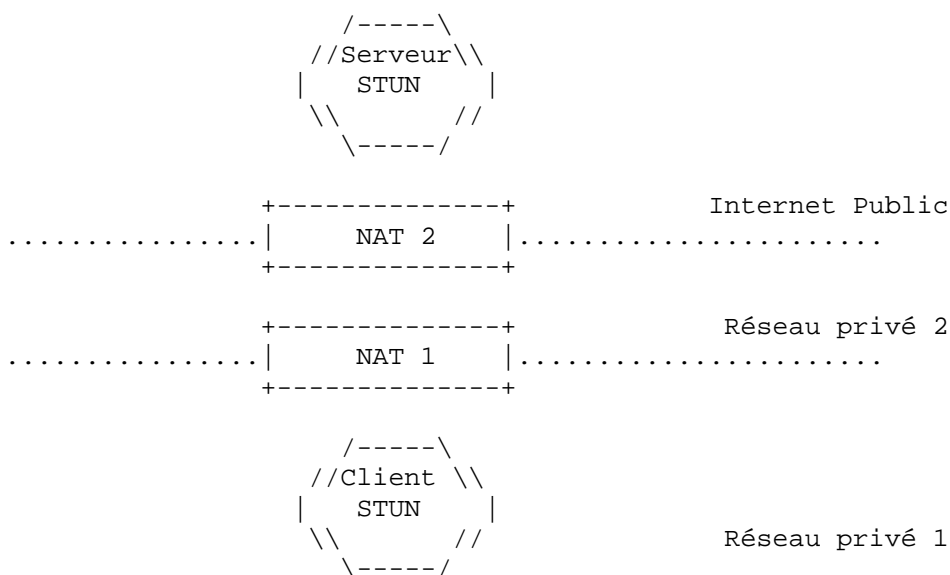 Serveur
STUN
Internet Public
NAT 2
Réseau privé 2
NAT 1
Client
STUN
Réseau privé 1